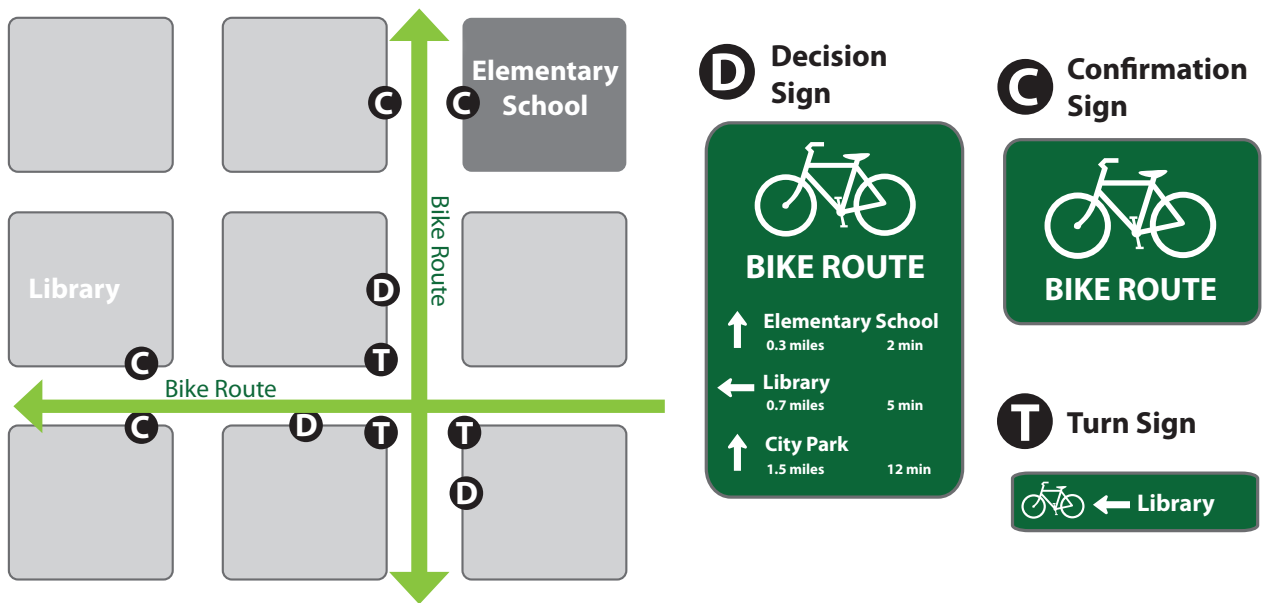 C
C
Elementary
School
Bike Route
Library
D
T
C
Bike Route
C
D
T
T
D
D
Decision
Sign
BIKE ROUTE
Elementary School
0.3 miles 2 min
Library
0.7 miles 5 min
City Park
1.5 miles 12 min
C
Confirmation
Sign
BIKE ROUTE
T
Turn Sign
Library